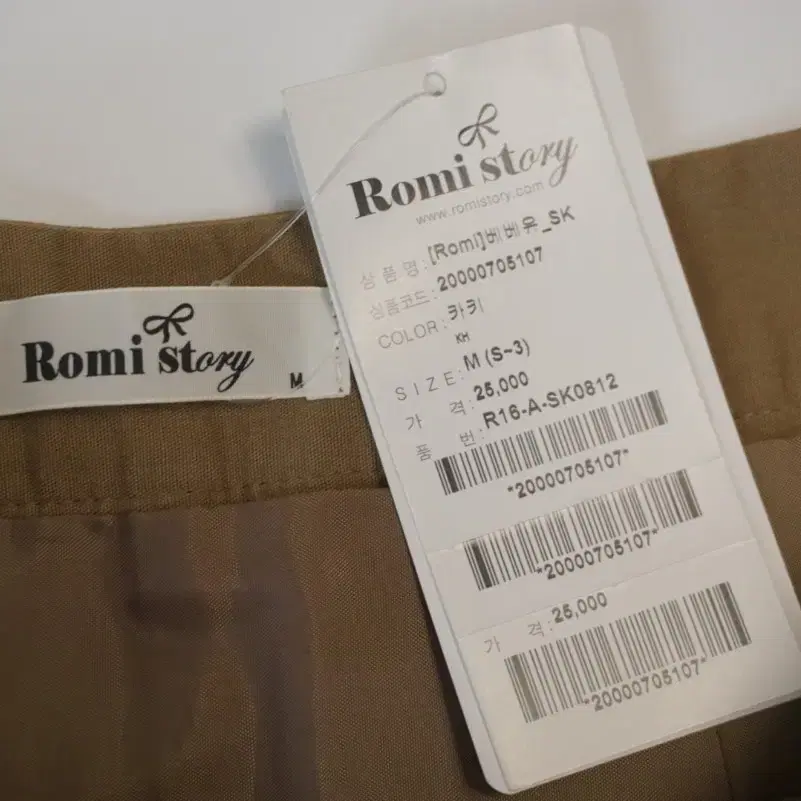 Romi story
M
Romi story
www.romistory.com
상 품 명 : [Romi]베베유_SK
상품코드 : 20000705107
COLOR : 카키
KH
S I Z E : M (S~3)
가 격 : 25,000
품 번 : R16-A-SK0812
*20000705107*
*20000705107*
가 격 : 25,000
*20000705107*